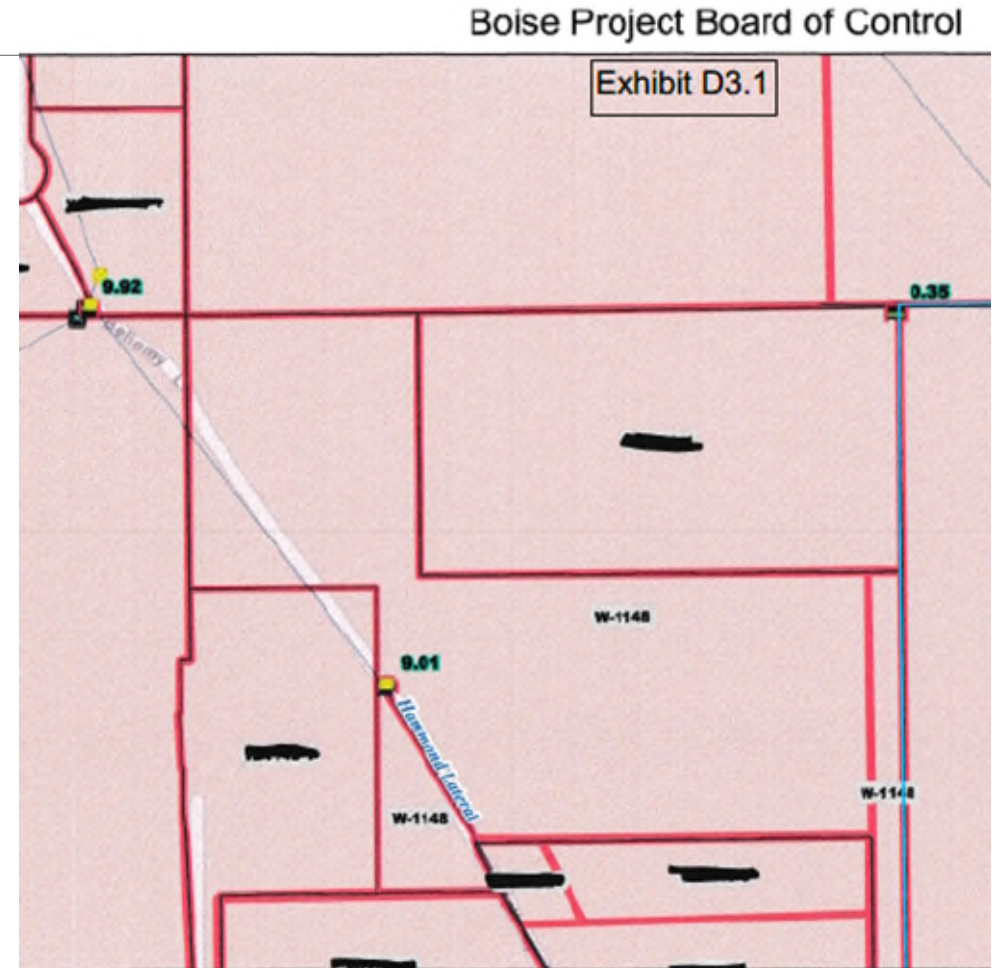 Boise Project Board of Control
Exhibit D3.1
9.92
0.35
W-1148
9.01
Hammond Lateral
W-1148
W-1148